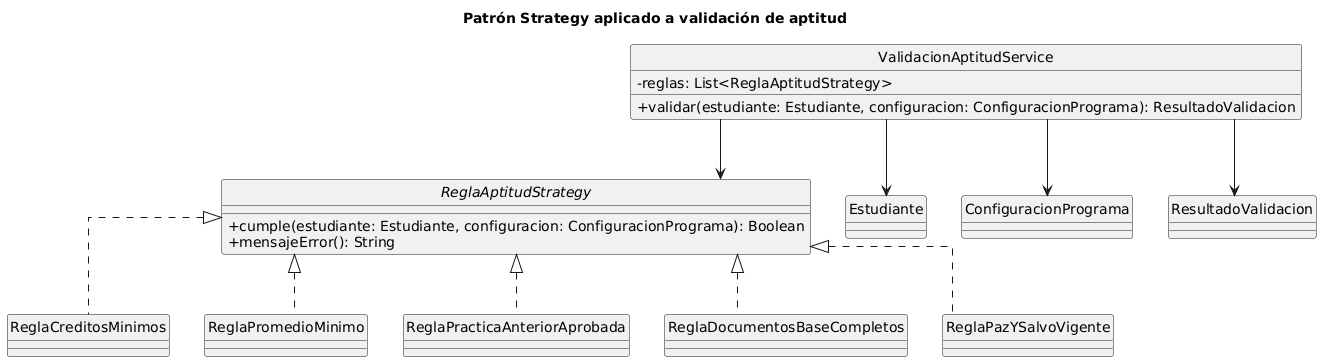 Patrón Strategy aplicado a validación de aptitud
ValidacionAptitudService
-reglas: List<ReglaAptitudStrategy>
+validar(estudiante: Estudiante, configuracion: ConfiguracionPrograma): ResultadoValidacion
ReglaAptitudStrategy
+cumple(estudiante: Estudiante, configuracion: ConfiguracionPrograma): Boolean
+mensajeError(): String
Estudiante
ConfiguracionPrograma
ResultadoValidacion
ReglaCreditosMinimos
ReglaPromedioMinimo
ReglaPracticaAnteriorAprobada
ReglaDocumentosBaseCompletos
ReglaPazYSalvoVigente